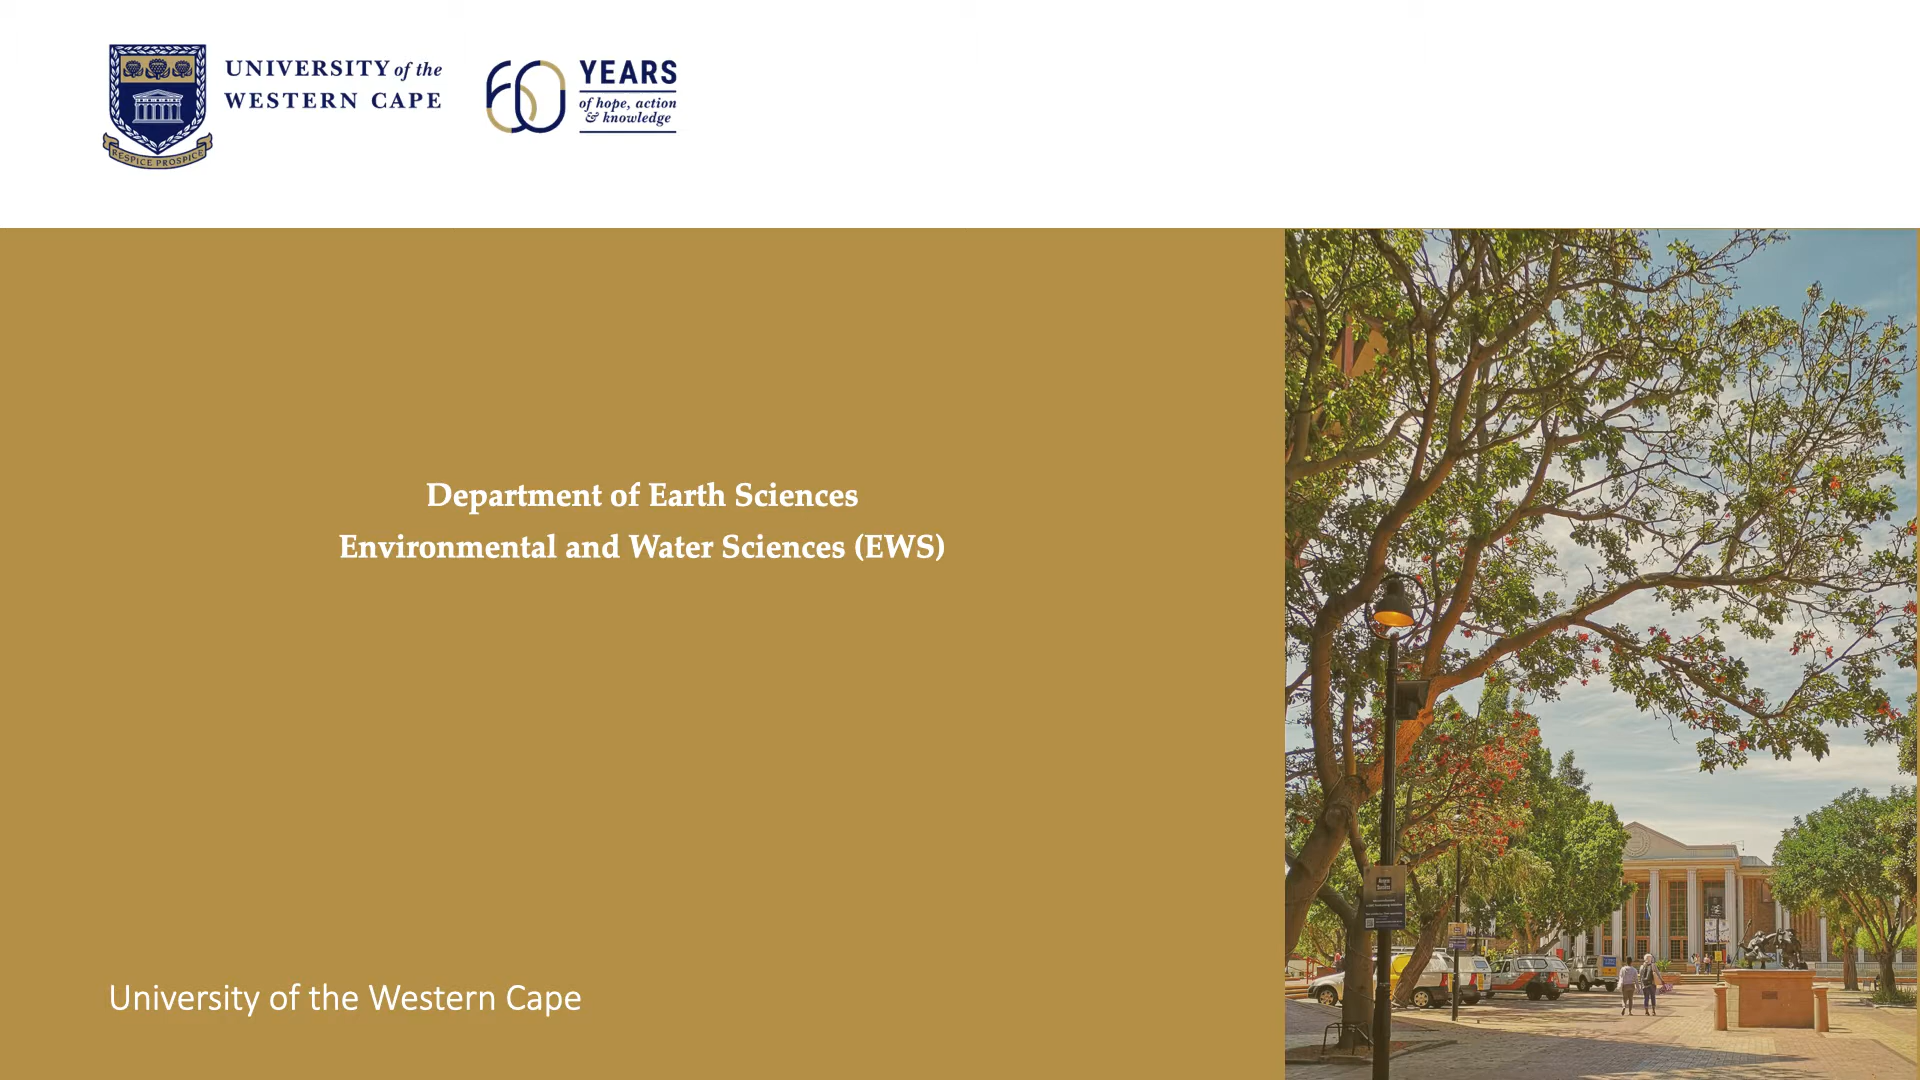 UNIVERSITY of the
WESTERN CAPE
RESPICE PROSPICE
60 YEARS
of hope, action
& knowledge
Department of Earth Sciences
Environmental and Water Sciences (EWS)
University of the Western Cape